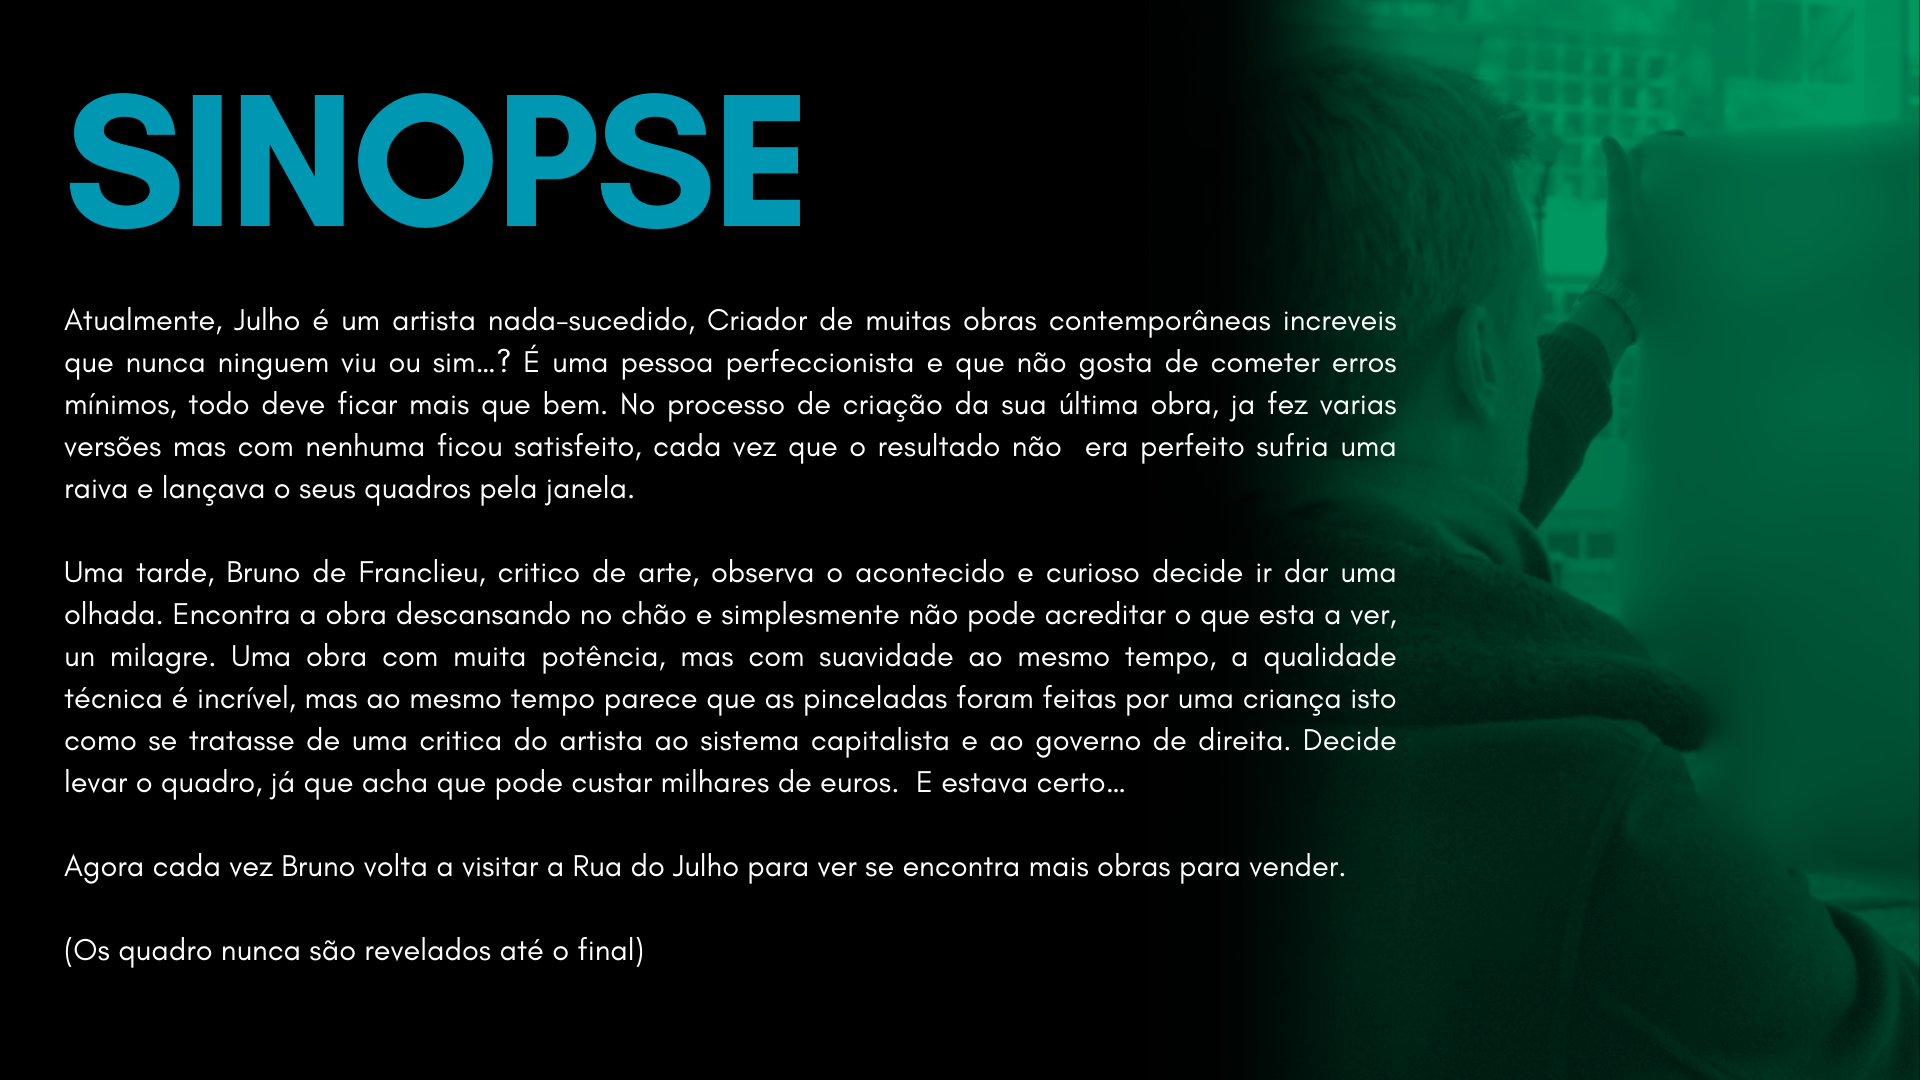 SINOPSE
Atualmente, Julho é um artista nada-sucedido, Criador de muitas obras contemporâneas increveis
que nunca ninguem viu ou sim...? É uma pessoa perfeccionista e que não gosta de cometer erros
mínimos, todo deve ficar mais que bem. No processo de criação da sua última obra, ja fez varias
versões mas com nenhuma ficou satisfeito, cada vez que o resultado não  era perfeito sufria uma
raiva e lançava o seus quadros pela janela.
Uma tarde, Bruno de Franclieu, critico de arte, observa o acontecido e curioso decide ir dar uma
olhada. Encontra a obra descansando no chão e simplesmente não pode acreditar o que esta a ver,
un milagre. Uma obra com muita potência, mas com suavidade ao mesmo tempo, a qualidade
técnica é incrível, mas ao mesmo tempo parece que as pinceladas foram feitas por uma criança isto
como se tratasse de uma critica do artista ao sistema capitalista e ao governo de direita. Decide
levar o quadro, já que acha que pode custar milhares de euros.  E estava certo...
Agora cada vez Bruno volta a visitar a Rua do Julho para ver se encontra mais obras para vender.
(Os quadro nunca são revelados até o final)